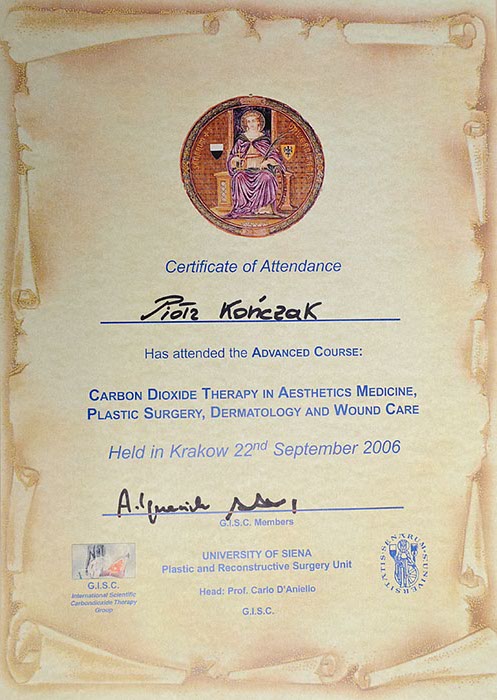 Certificate of Attendance
Piotr Kończak
Has attended the ADVANCED COURSE:
CARBON DIOXIDE THERAPY IN AESTHETICS MEDICINE,
PLASTIC SURGERY, DERMATOLOGY AND WOUND CARE
Held in Krakow 22nd September 2006
G.I.S.C. Members
UNIVERSITY OF SIENA
Plastic and Reconstructive Surgery Unit
Head: Prof. Carlo D'Aniello
G.I.S.C.
G.I.S.C.
International Scientific
Carbondioxide Therapy
Group